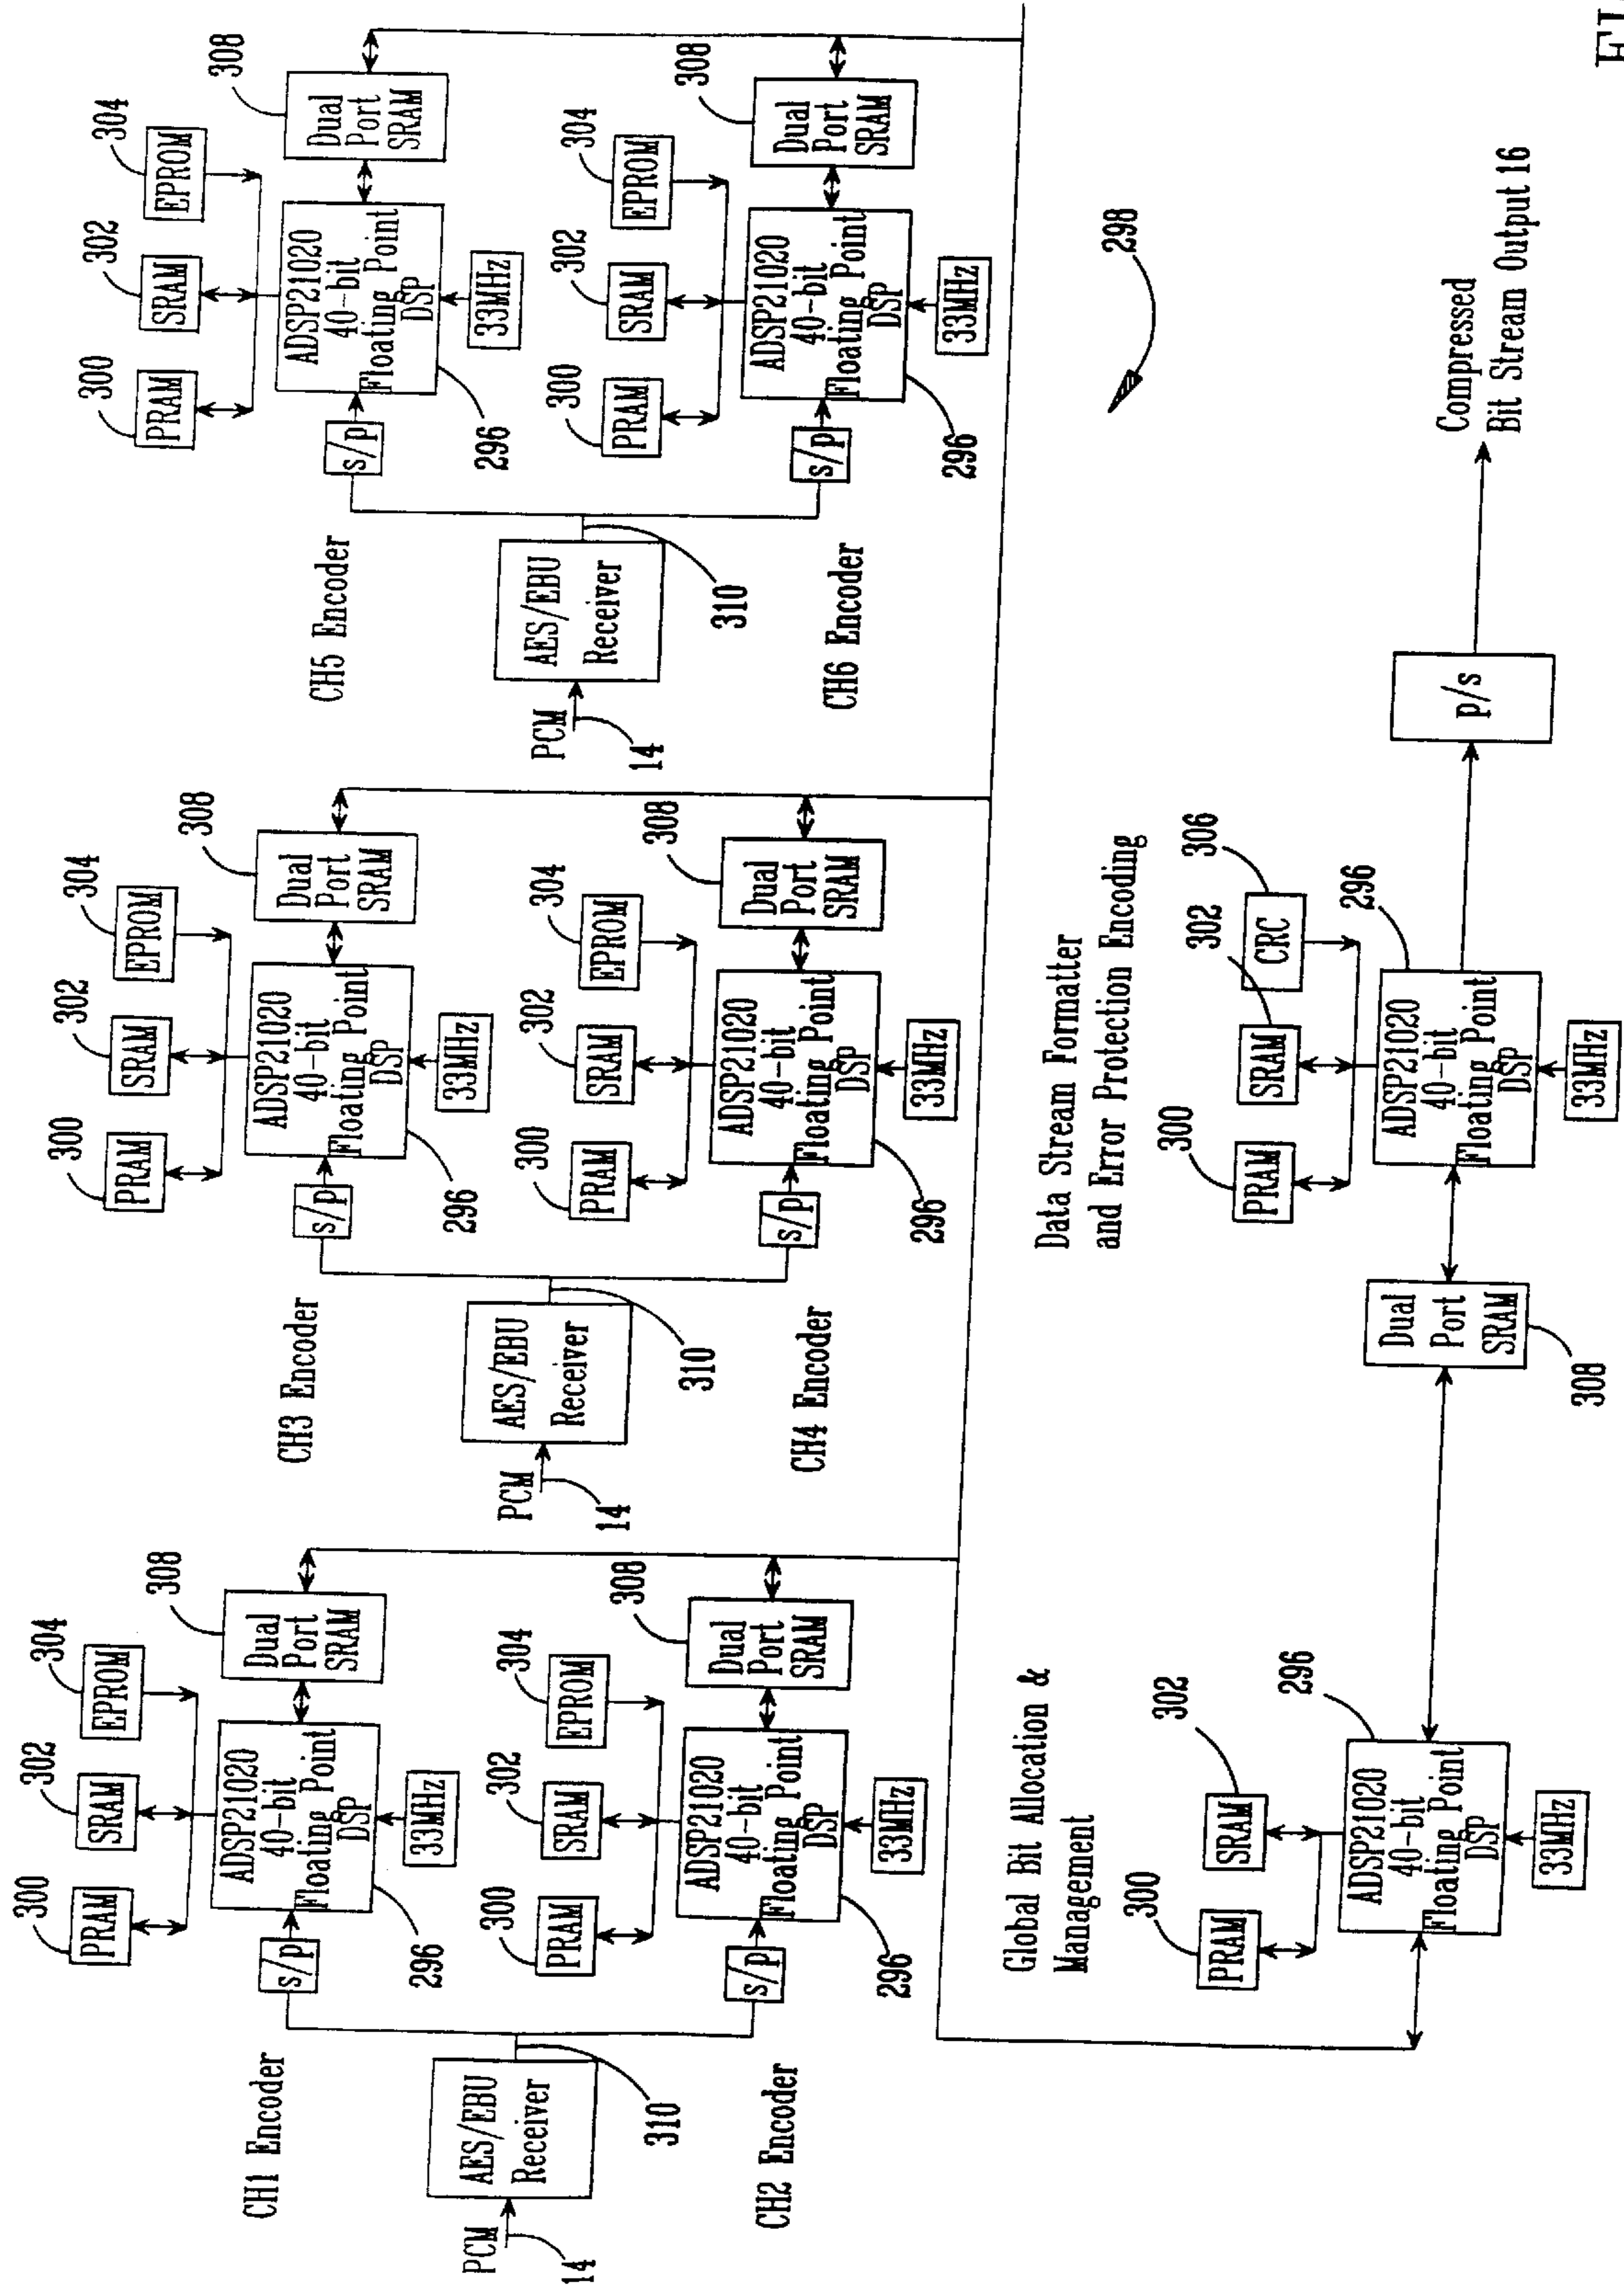 CH1 Encoder
300
PRAM
302
SRAM
304
EPROM
308
s/p
ADSP21020
40-bit
Floating Point
DSP
Dual
Port
SRAM
33MHz
296
PCM
14
AES/EBU
Receiver
310
CH2 Encoder
300
PRAM
302
SRAM
304
EPROM
308
s/p
ADSP21020
40-bit
Floating Point
DSP
Dual
Port
SRAM
33MHz
296
CH3 Encoder
300
PRAM
302
SRAM
304
EPROM
308
s/p
ADSP21020
40-bit
Floating Point
DSP
Dual
Port
SRAM
33MHz
296
PCM
14
AES/EBU
Receiver
310
CH4 Encoder
300
PRAM
302
SRAM
304
EPROM
308
s/p
ADSP21020
40-bit
Floating Point
DSP
Dual
Port
SRAM
33MHz
296
CH5 Encoder
300
PRAM
302
SRAM
304
EPROM
308
s/p
ADSP21020
40-bit
Floating Point
DSP
Dual
Port
SRAM
33MHz
296
PCM
14
AES/EBU
Receiver
310
CH6 Encoder
300
PRAM
302
SRAM
304
EPROM
308
s/p
ADSP21020
40-bit
Floating Point
DSP
Dual
Port
SRAM
33MHz
296
Global Bit Allocation &
Management
300
PRAM
302
SRAM
296
ADSP21020
40-bit
Floating Point
DSP
33MHz
Dual
Port
SRAM
308
Data Stream Formatter
and Error Protection Encoding
300
PRAM
302
SRAM
306
CRC
296
ADSP21020
40-bit
Floating Point
DSP
33MHz
p/s
298
Compressed
Bit Stream Output 16